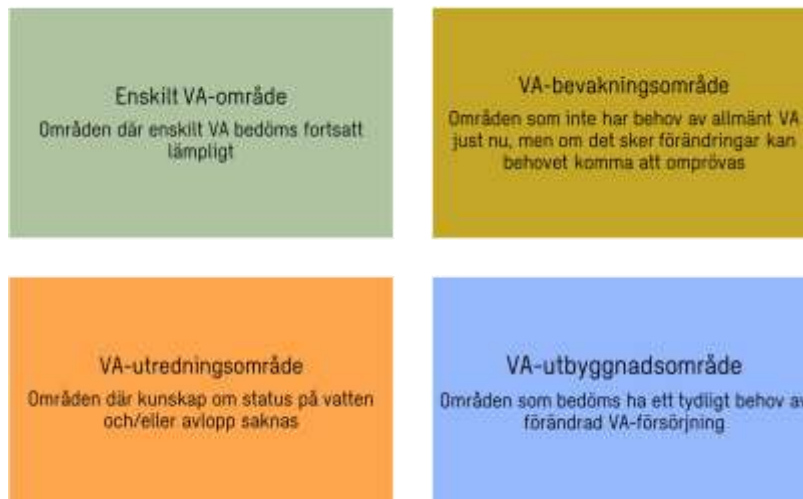 Enskilt VA-område
Områden där enskilt VA bedöms fortsatt
lämpligt
VA-bevakningsområde
Områden som inte har behov av allmänt VA
just nu, men om det sker förändringar kan
behovet komma att omprövas
VA-utredningsområde
Områden där kunskap om status på vatten
och/eller avlopp saknas
VA-utbyggnadsområde
Områden som bedöms ha ett tydligt behov av
förändrad VA-försörjning